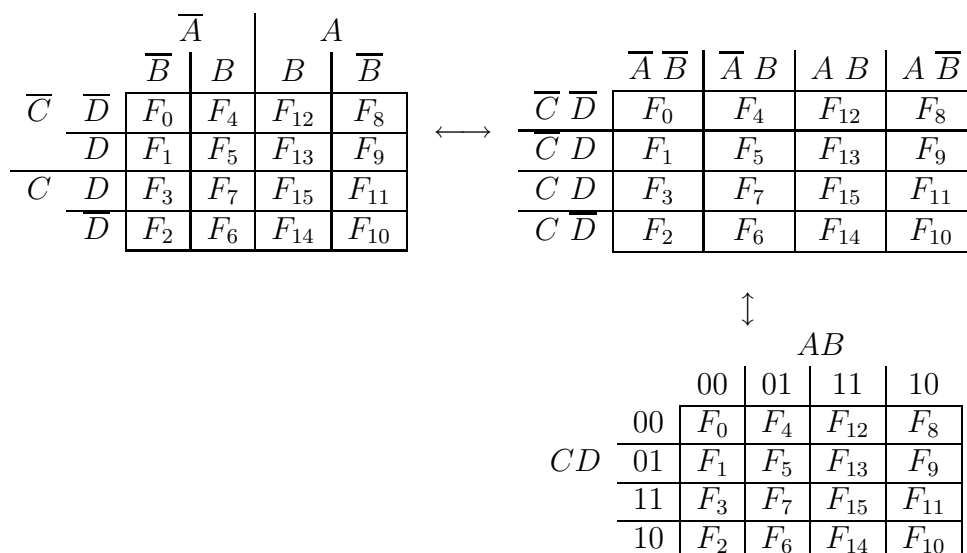 A̅ A
B̅ B B B̅
C̅ D̅ F₀ F₄ F₁₂ F₈
D F₁ F₅ F₁₃ F₉
C D F₃ F₇ F₁₅ F₁₁
D̅ F₂ F₆ F₁₄ F₁₀
⟷
A̅ B̅ A̅ B A B A B̅
C̅ D̅ F₀ F₄ F₁₂ F₈
C̅ D F₁ F₅ F₁₃ F₉
C D F₃ F₇ F₁₅ F₁₁
C D̅ F₂ F₆ F₁₄ F₁₀
↕
AB
00 01 11 10
00 F₀ F₄ F₁₂ F₈
CD 01 F₁ F₅ F₁₃ F₉
11 F₃ F₇ F₁₅ F₁₁
10 F₂ F₆ F₁₄ F₁₀